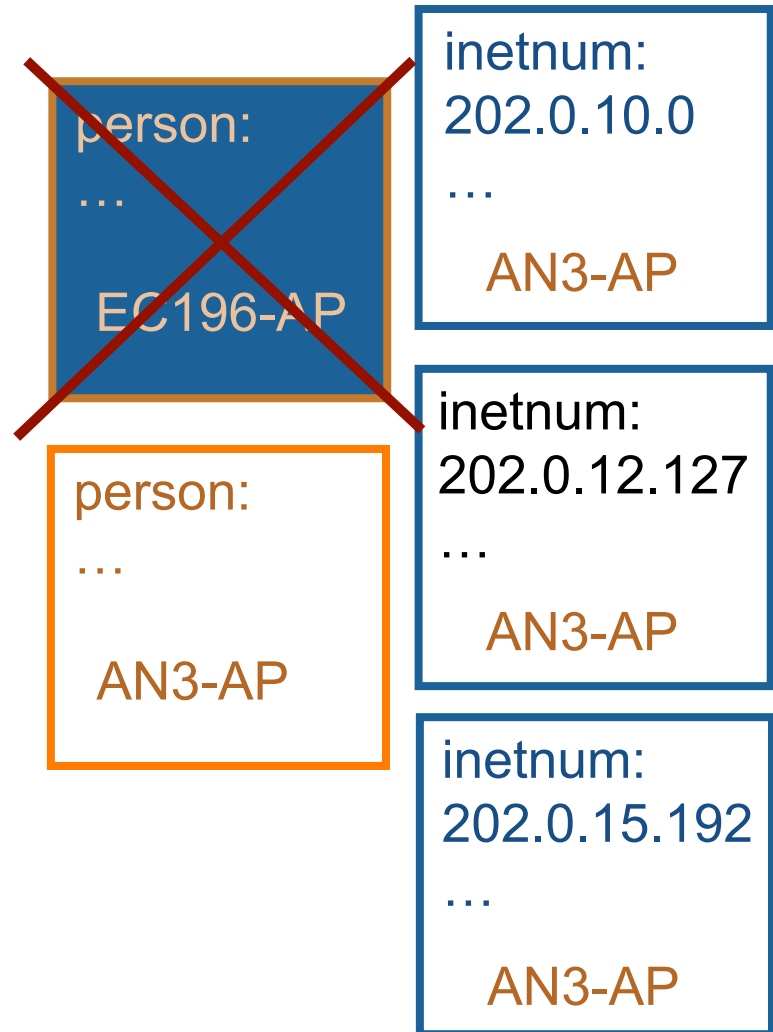 person:
…
EC196-AP
person:
…
AN3-AP
inetnum:
202.0.10.0
…
AN3-AP
inetnum:
202.0.12.127
…
AN3-AP
inetnum:
202.0.15.192
…
AN3-AP